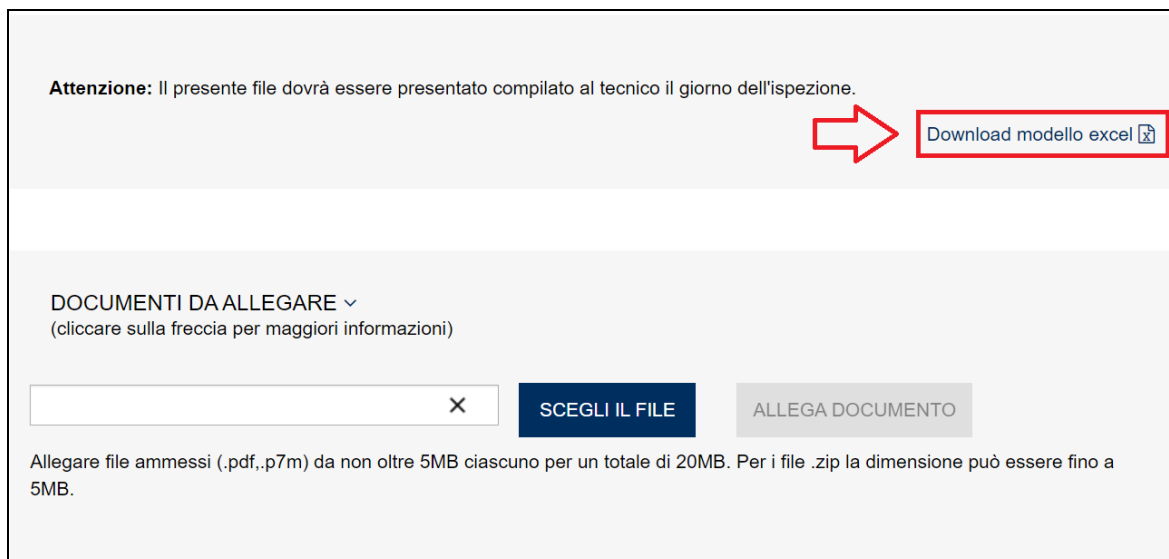 Attenzione: Il presente file dovrà essere presentato compilato al tecnico il giorno dell'ispezione.
Download modello excel
DOCUMENTI DA ALLEGARE
(cliccare sulla freccia per maggiori informazioni)
SCEGLI IL FILE
ALLEGA DOCUMENTO
Allegare file ammessi (.pdf,.p7m) da non oltre 5MB ciascuno per un totale di 20MB. Per i file .zip la dimensione può essere fino a
5MB.